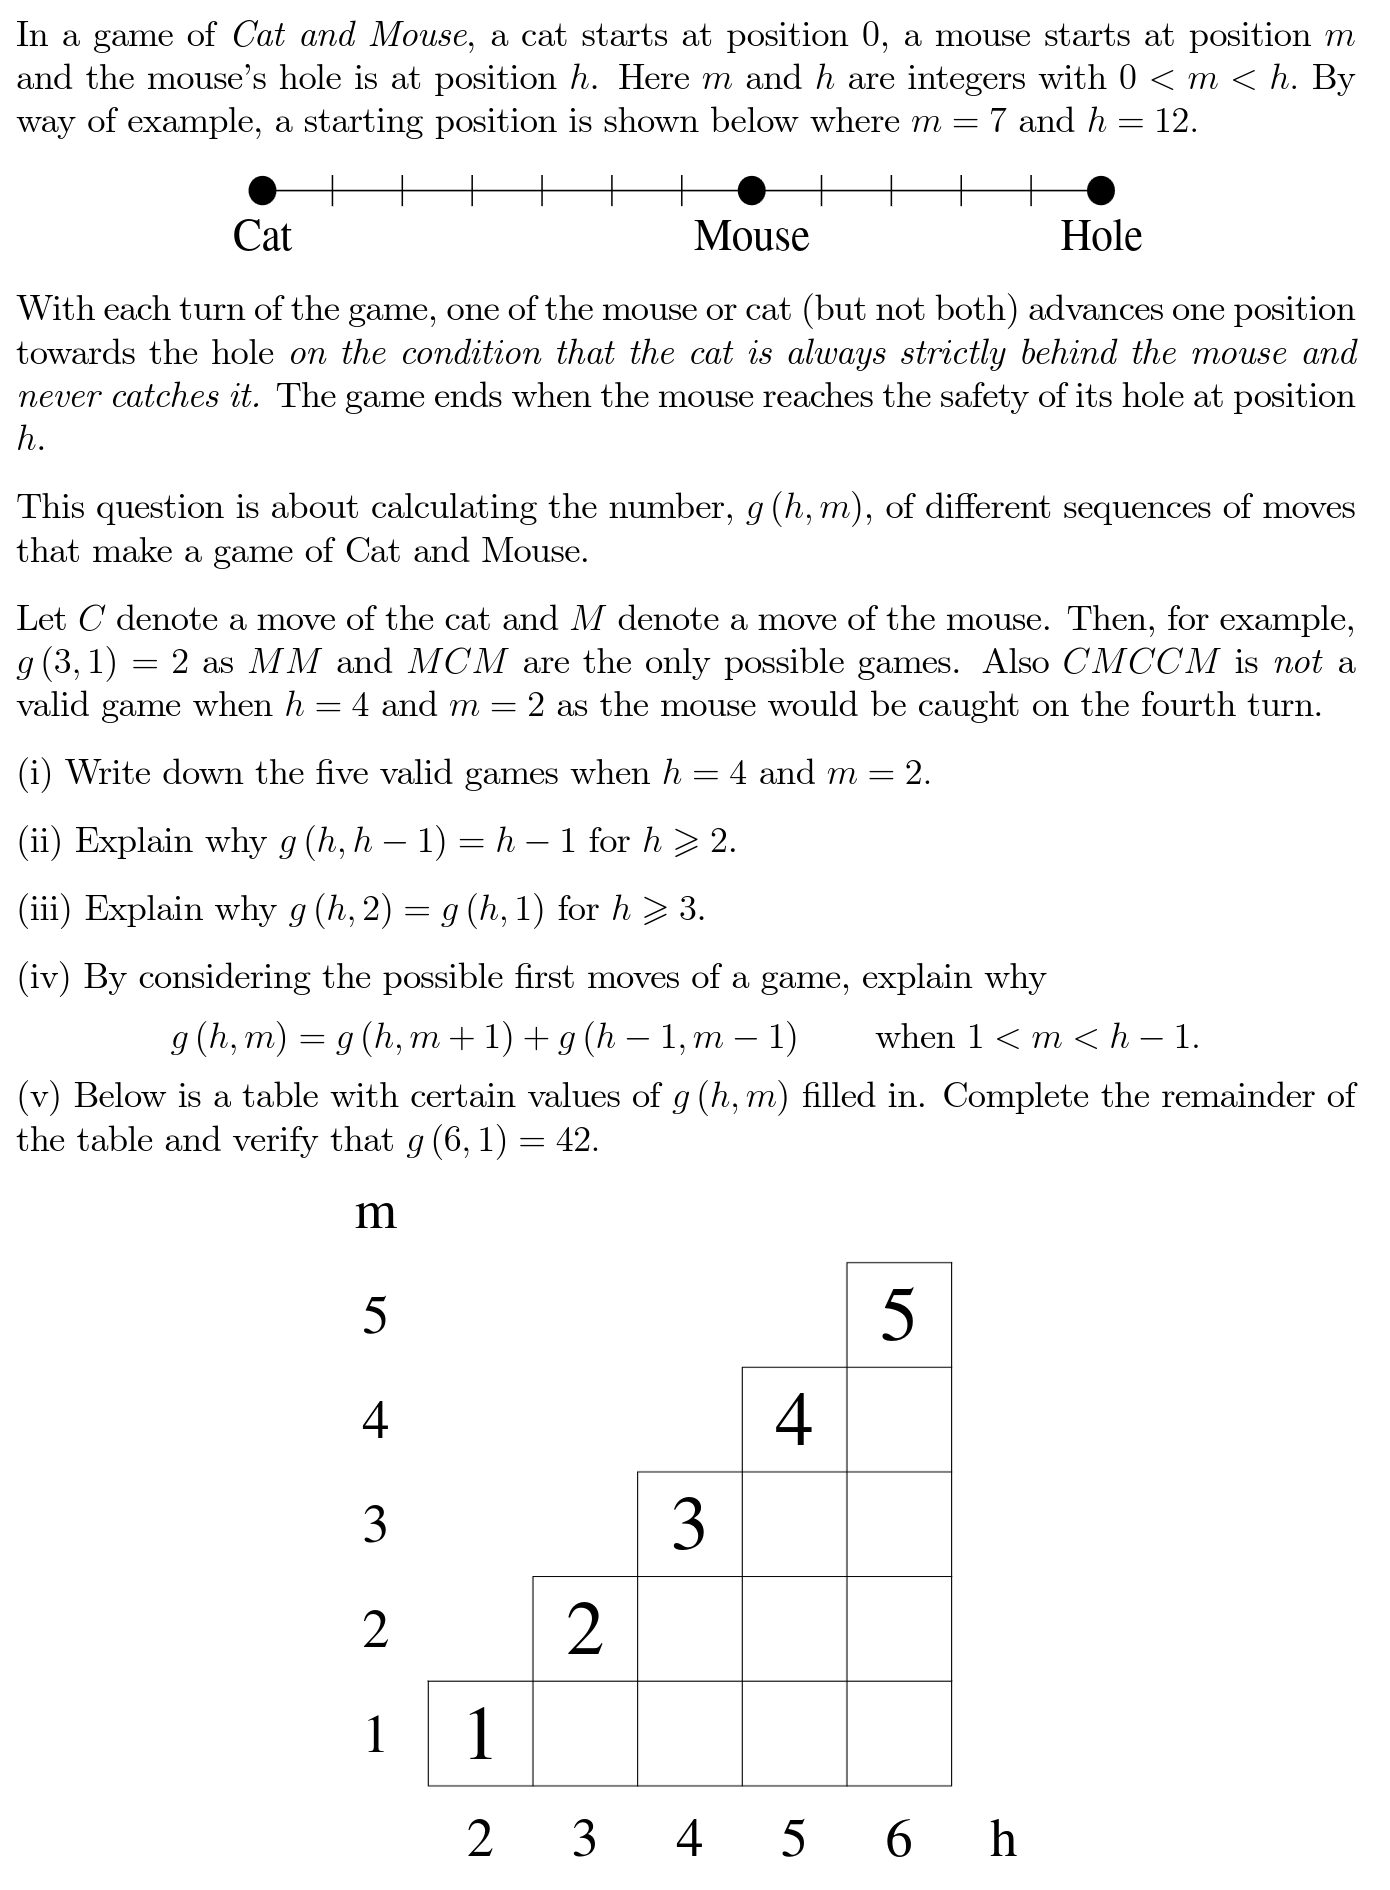 In a game of Cat and Mouse, a cat starts at position 0, a mouse starts at position m
and the mouse's hole is at position h. Here m and h are integers with 0 < m < h. By
way of example, a starting position is shown below where m = 7 and h = 12.
Cat Mouse Hole
With each turn of the game, one of the mouse or cat (but not both) advances one position
towards the hole on the condition that the cat is always strictly behind the mouse and
never catches it. The game ends when the mouse reaches the safety of its hole at position
h.
This question is about calculating the number, g (h, m), of different sequences of moves
that make a game of Cat and Mouse.
Let C denote a move of the cat and M denote a move of the mouse. Then, for example,
g (3, 1) = 2 as MM and MCM are the only possible games. Also CMCCM is not a
valid game when h = 4 and m = 2 as the mouse would be caught on the fourth turn.
(i) Write down the five valid games when h = 4 and m = 2.
(ii) Explain why g (h, h − 1) = h − 1 for h ⩾ 2.
(iii) Explain why g (h, 2) = g (h, 1) for h ⩾ 3.
(iv) By considering the possible first moves of a game, explain why
g (h, m) = g (h, m + 1) + g (h − 1, m − 1) when 1 < m < h − 1.
(v) Below is a table with certain values of g (h, m) filled in. Complete the remainder of
the table and verify that g (6, 1) = 42.
m
5 5
4 4
3 3
2 2
1 1
2 3 4 5 6 h